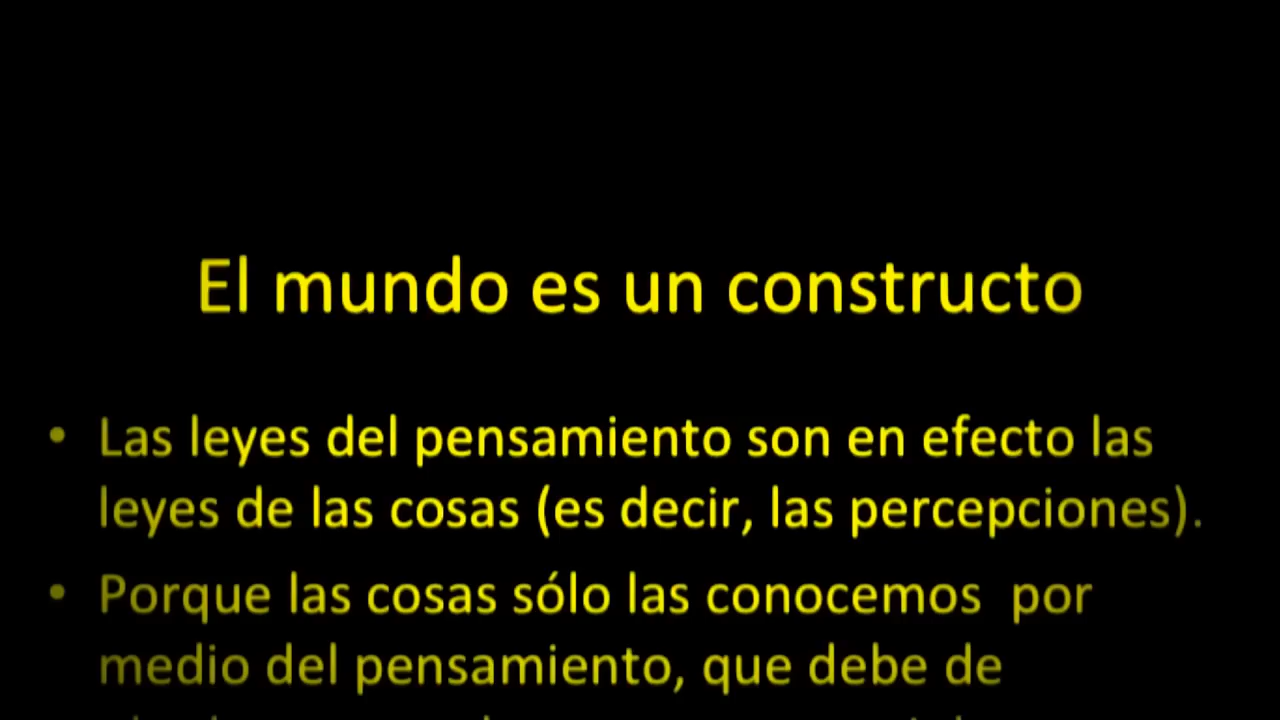 El mundo es un constructo
• Las leyes del pensamiento son en efecto las
leyes de las cosas (es decir, las percepciones).
• Porque las cosas sólo las conocemos  por
medio del pensamiento, que debe de